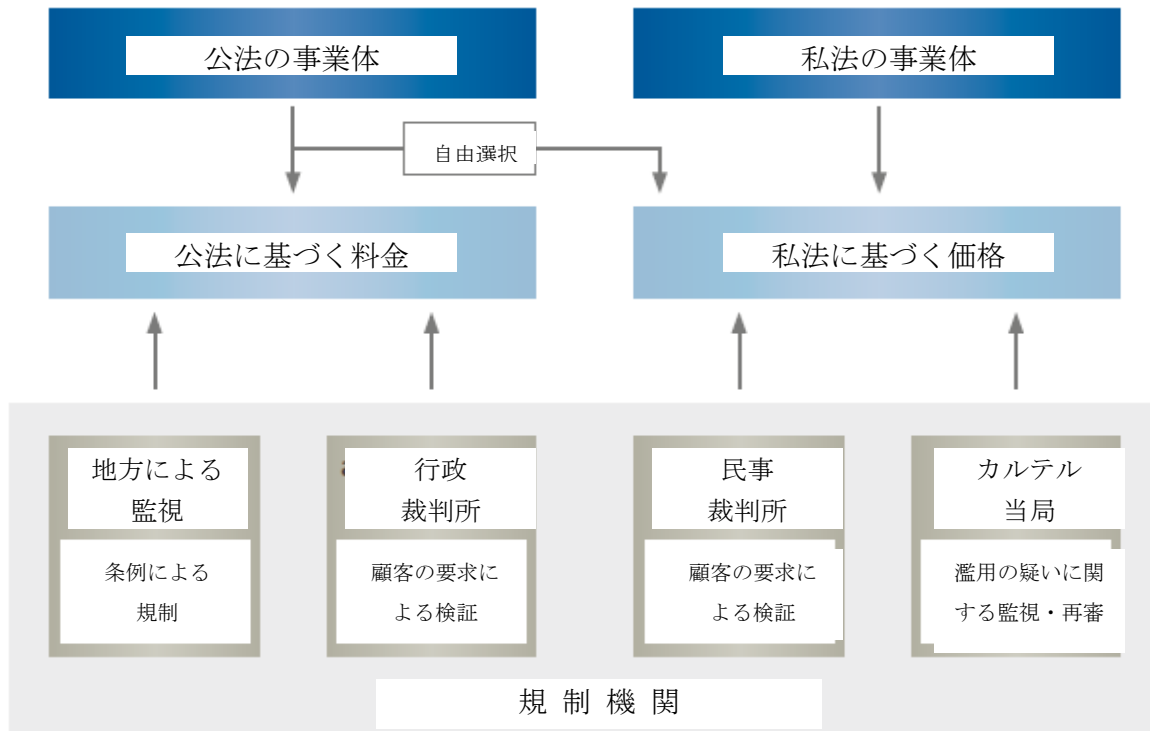 公法の事業体
私法の事業体
自由選択
公法に基づく料金
私法に基づく価格
地方による
監視
条例による
規制
行政
裁判所
顧客の要求に
よる検証
民事
裁判所
顧客の要求に
よる検証
カルテル
当局
濫用の疑いに関
する監視・再審
規制機関